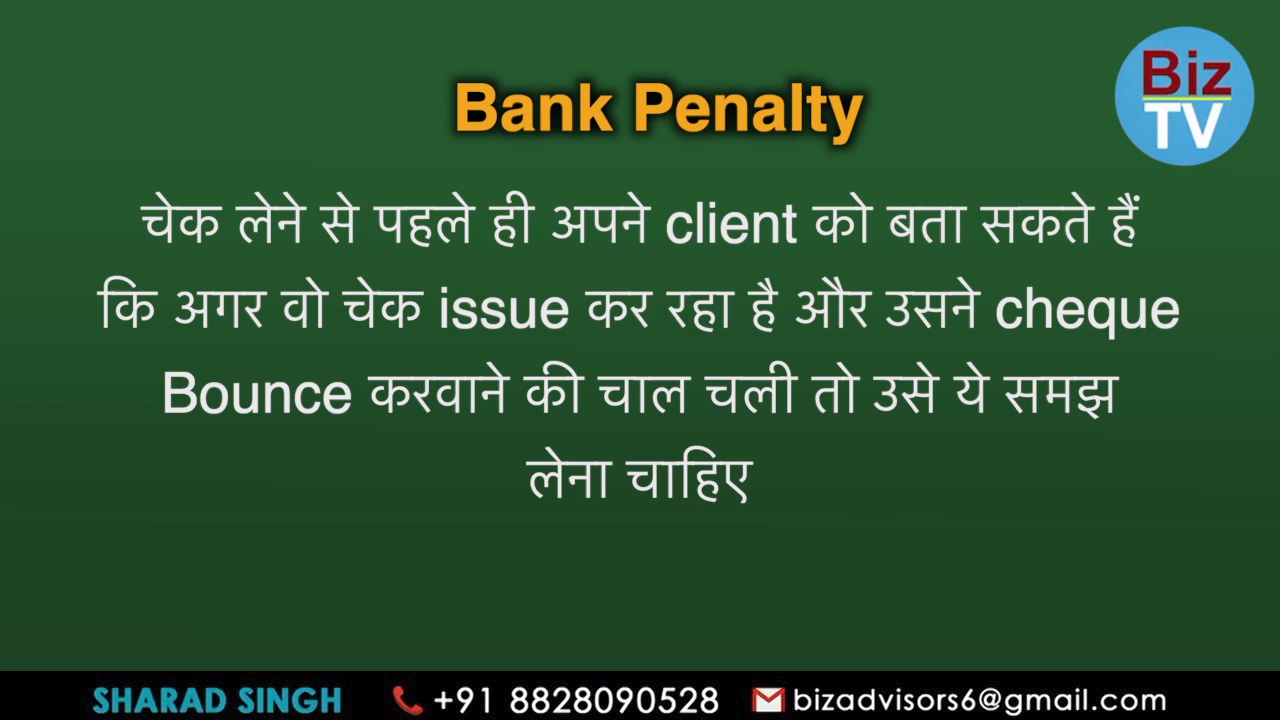 Biz
TV
Bank Penalty
चेक लेने से पहले ही अपने client को बता सकते हैं
कि अगर वो चेक issue कर रहा है और उसने cheque
Bounce करवाने की चाल चली तो उसे ये समझ
लेना चाहिए
SHARAD SINGH +91 8828090528 bizadvisors6@gmail.com